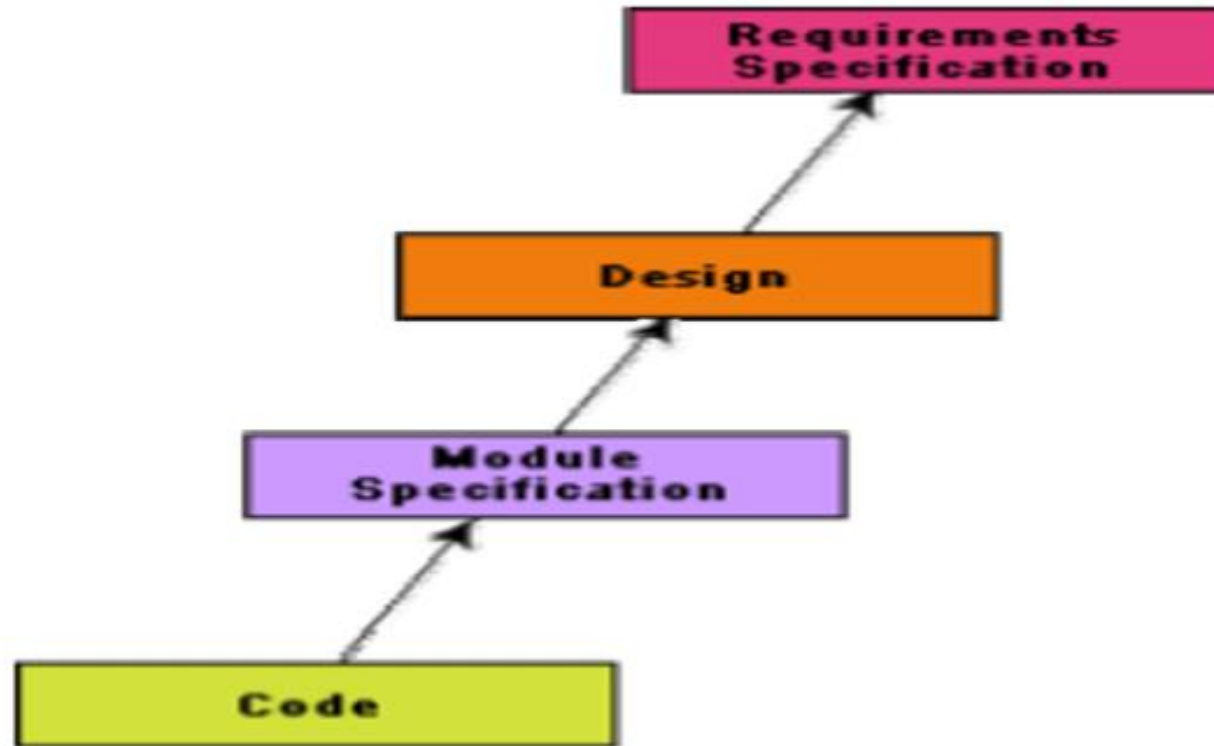 Requirements
Specification
Design
Module
Specification
Code